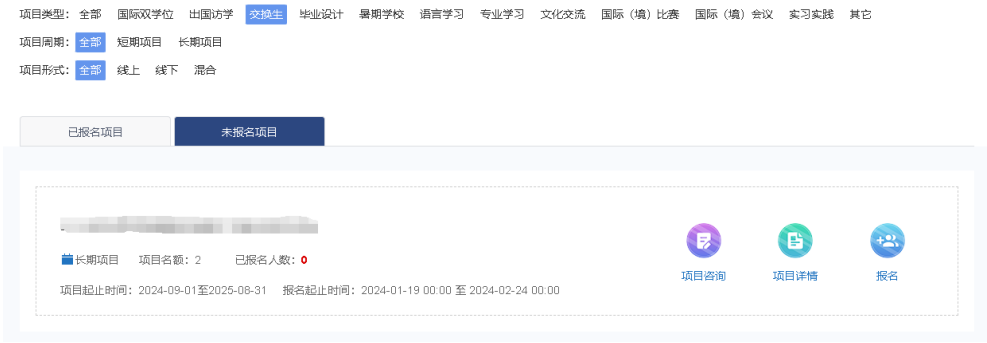 项目类型： 全部 国际双学位 出国访学 交换生 毕业设计 暑期学校 语言学习 专业学习 文化交流 国际（境）比赛 国际（境）会议 实习实践 其它
项目周期： 全部 短期项目 长期项目
项目形式： 全部 线上 线下 混合
已报名项目 未报名项目
长期项目 项目名额：2 已报名人数：0
项目咨询 项目详情 报名
项目起止时间：2024-09-01至2025-08-31 报名起止时间：2024-01-19 00:00 至 2024-02-24 00:00